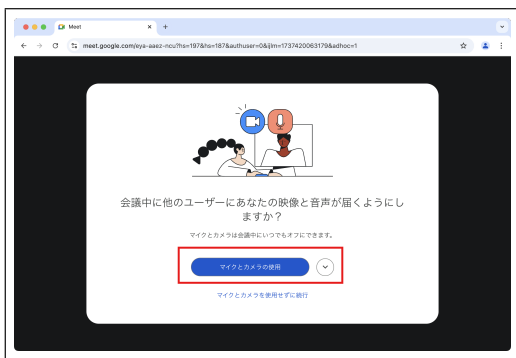 Meet
meet.google.com/eya-aaez-ncu?hs=197&hs=187&authuser=0&ijlm=1737420063179&adhoc=1
会議中に他のユーザーにあなたの映像と音声が届くようにし
ますか？
マイクとカメラは会議中にいつでもオフにできます。
マイクとカメラの使用
マイクとカメラを使用せずに続行